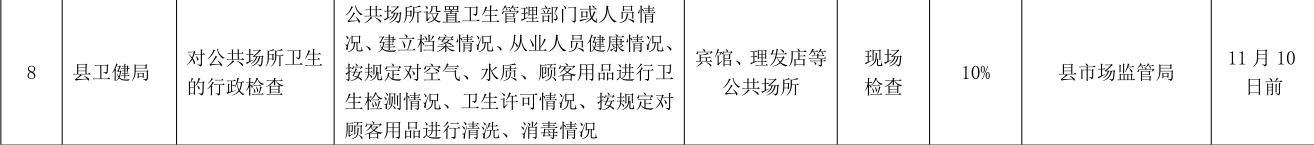 8
县卫健局
对公共场所卫生
的行政检查
公共场所设置卫生管理部门或人员情
况、建立档案情况、从业人员健康情况、
按规定对空气、水质、顾客用品进行卫
生检测情况、卫生许可情况、按规定对
顾客用品进行清洗、消毒情况
宾馆、理发店等
公共场所
现场
检查
10%
县市场监管局
11 月 10
日前